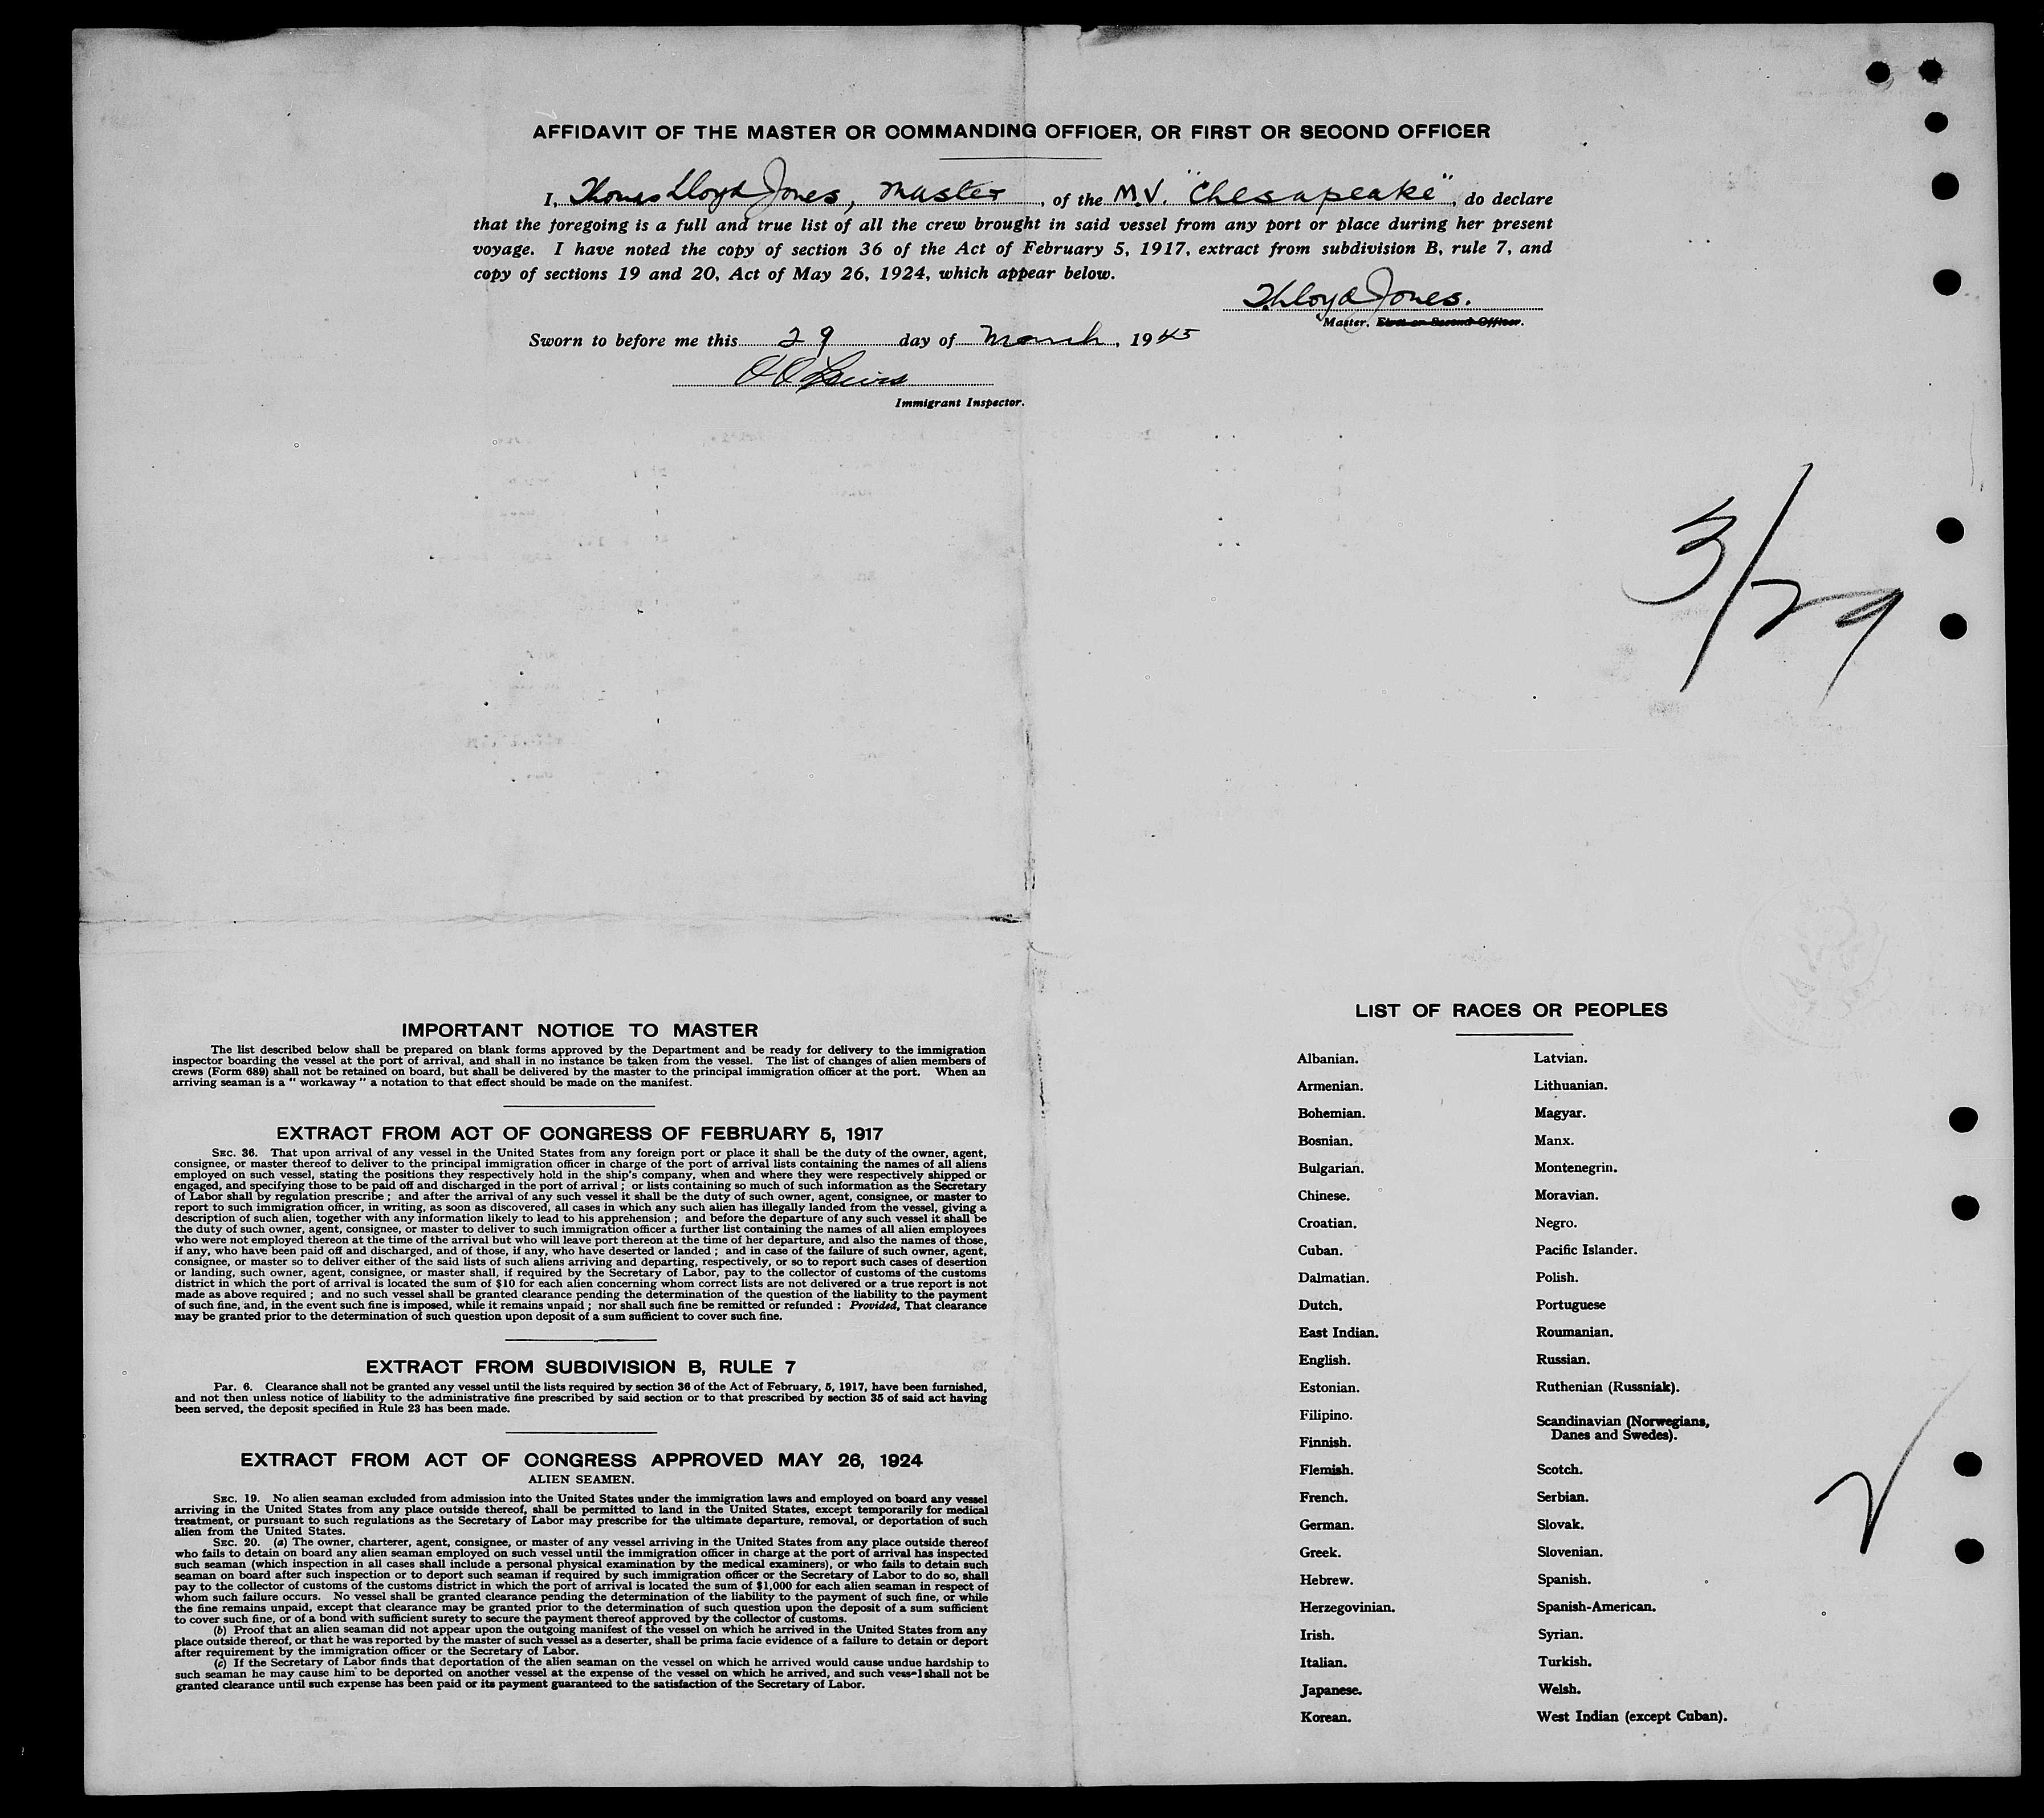 AFFIDAVIT OF THE MASTER OR COMMANDING OFFICER, OR FIRST OR SECOND OFFICER
I, Thomas Lloyd Jones, Master, of the M.V. "Chesapeake", do declare
that the foregoing is a full and true list of all the crew brought in said vessel from any port or place during her present
voyage. I have noted the copy of section 36 of the Act of February 5, 1917, extract from subdivision B, rule 7, and
copy of sections 19 and 20, Act of May 26, 1924, which appear below.
T Lloyd Jones.
Master, First or Second Officer.
Sworn to before me this 29 day of March, 1945
Immigrant Inspector.
3/29
IMPORTANT NOTICE TO MASTER
The list described below shall be prepared on blank forms approved by the Department and be ready for delivery to the immigration
inspector boarding the vessel at the port of arrival, and shall in no instance be taken from the vessel. The list of changes of alien members of
crews (Form 689) shall not be retained on board, but shall be delivered by the master to the principal immigration officer at the port. When an
arriving seaman is a " workaway " a notation to that effect should be made on the manifest.
EXTRACT FROM ACT OF CONGRESS OF FEBRUARY 5, 1917
SEC. 36. That upon arrival of any vessel in the United States from any foreign port or place it shall be the duty of the owner, agent,
consignee, or master thereof to deliver to the principal immigration officer in charge of the port of arrival lists containing the names of all aliens
employed on such vessel, stating the positions they respectively hold in the ship's company, when and where they were respectively shipped or
engaged, and specifying those to be paid off and discharged in the port of arrival ; or lists containing so much of such information as the Secretary
of Labor shall by regulation prescribe ; and after the arrival of any such vessel it shall be the duty of such owner, agent, consignee, or master to
report to such immigration officer, in writing, as soon as discovered, all cases in which any such alien has illegally landed from the vessel, giving a
description of such alien, together with any information likely to lead to his apprehension ; and before the departure of any such vessel it shall be
the duty of such owner, agent, consignee, or master to deliver to such immigration officer a further list containing the names of all alien employees
who were not employed thereon at the time of the arrival but who will leave port thereon at the time of her departure, and also the names of those,
if any, who have been paid off and discharged, and of those, if any, who have deserted or landed ; and in case of the failure of such owner, agent,
consignee, or master so to deliver either of the said lists of such aliens arriving and departing, respectively, or so to report such cases of desertion
or landing, such owner, agent, consignee, or master shall, if required by the Secretary of Labor, pay to the collector of customs of the customs
district in which the port of arrival is located the sum of $10 for each alien concerning whom correct lists are not delivered or a true report is not
made as above required ; and no such vessel shall be granted clearance pending the determination of the question of the liability to the payment
of such fine, and, in the event such fine is imposed, while it remains unpaid ; nor shall such fine be remitted or refunded : Provided, That clearance
may be granted prior to the determination of such question upon deposit of a sum sufficient to cover such fine.
EXTRACT FROM SUBDIVISION B, RULE 7
Par. 6. Clearance shall not be granted any vessel until the lists required by section 36 of the Act of February, 5, 1917, have been furnished,
and not then unless notice of liability to the administrative fine prescribed by said section or to that prescribed by section 35 of said act having
been served, the deposit specified in Rule 23 has been made.
EXTRACT FROM ACT OF CONGRESS APPROVED MAY 26, 1924
ALIEN SEAMEN.
SEC. 19. No alien seaman excluded from admission into the United States under the immigration laws and employed on board any vessel
arriving in the United States from any place outside thereof, shall be permitted to land in the United States, except temporarily for medical
treatment, or pursuant to such regulations as the Secretary of Labor may prescribe for the ultimate departure, removal, or deportation of such
alien from the United States.
SEC. 20. (a) The owner, charterer, agent, consignee, or master of any vessel arriving in the United States from any place outside thereof
who fails to detain on board any alien seaman employed on such vessel until the immigration officer in charge at the port of arrival has inspected
such seaman (which inspection in all cases shall include a personal physical examination by the medical examiners), or who fails to detain such
seaman on board after such inspection or to deport such seaman if required by such immigration officer or the Secretary of Labor to do so, shall
pay to the collector of customs of the customs district in which the port of arrival is located the sum of $1,000 for each alien seaman in respect of
whom such failure occurs. No vessel shall be granted clearance pending the determination of the liability to the payment of such fine, or while
the fine remains unpaid, except that clearance may be granted prior to the determination of such question upon the deposit of a sum sufficient
to cover such fine, or of a bond with sufficient surety to secure the payment thereof approved by the collector of customs.
(b) Proof that an alien seaman did not appear upon the outgoing manifest of the vessel on which he arrived in the United States from any
place outside thereof, or that he was reported by the master of such vessel as a deserter, shall be prima facie evidence of a failure to detain or deport
after requirement by the immigration officer or the Secretary of Labor.
(c) If the Secretary of Labor finds that deportation of the alien seaman on the vessel on which he arrived would cause undue hardship to
such seaman he may cause him to be deported on another vessel at the expense of the vessel on which he arrived, and such vessel shall not be
granted clearance until such expense has been paid or its payment guaranteed to the satisfaction of the Secretary of Labor.
LIST OF RACES OR PEOPLES
Albanian.
Armenian.
Bohemian.
Bosnian.
Bulgarian.
Chinese.
Croatian.
Cuban.
Dalmatian.
Dutch.
East Indian.
English.
Estonian.
Filipino.
Finnish.
Flemish.
French.
German.
Greek.
Hebrew.
Herzegovinian.
Irish.
Italian.
Japanese.
Korean.
Latvian.
Lithuanian.
Magyar.
Manx.
Montenegrin.
Moravian.
Negro.
Pacific Islander.
Polish.
Portuguese
Roumanian.
Russian.
Ruthenian (Russniak).
Scandinavian (Norwegians,
Danes and Swedes).
Scotch.
Serbian.
Slovak.
Slovenian.
Spanish.
Spanish-American.
Syrian.
Turkish.
Welsh.
West Indian (except Cuban).